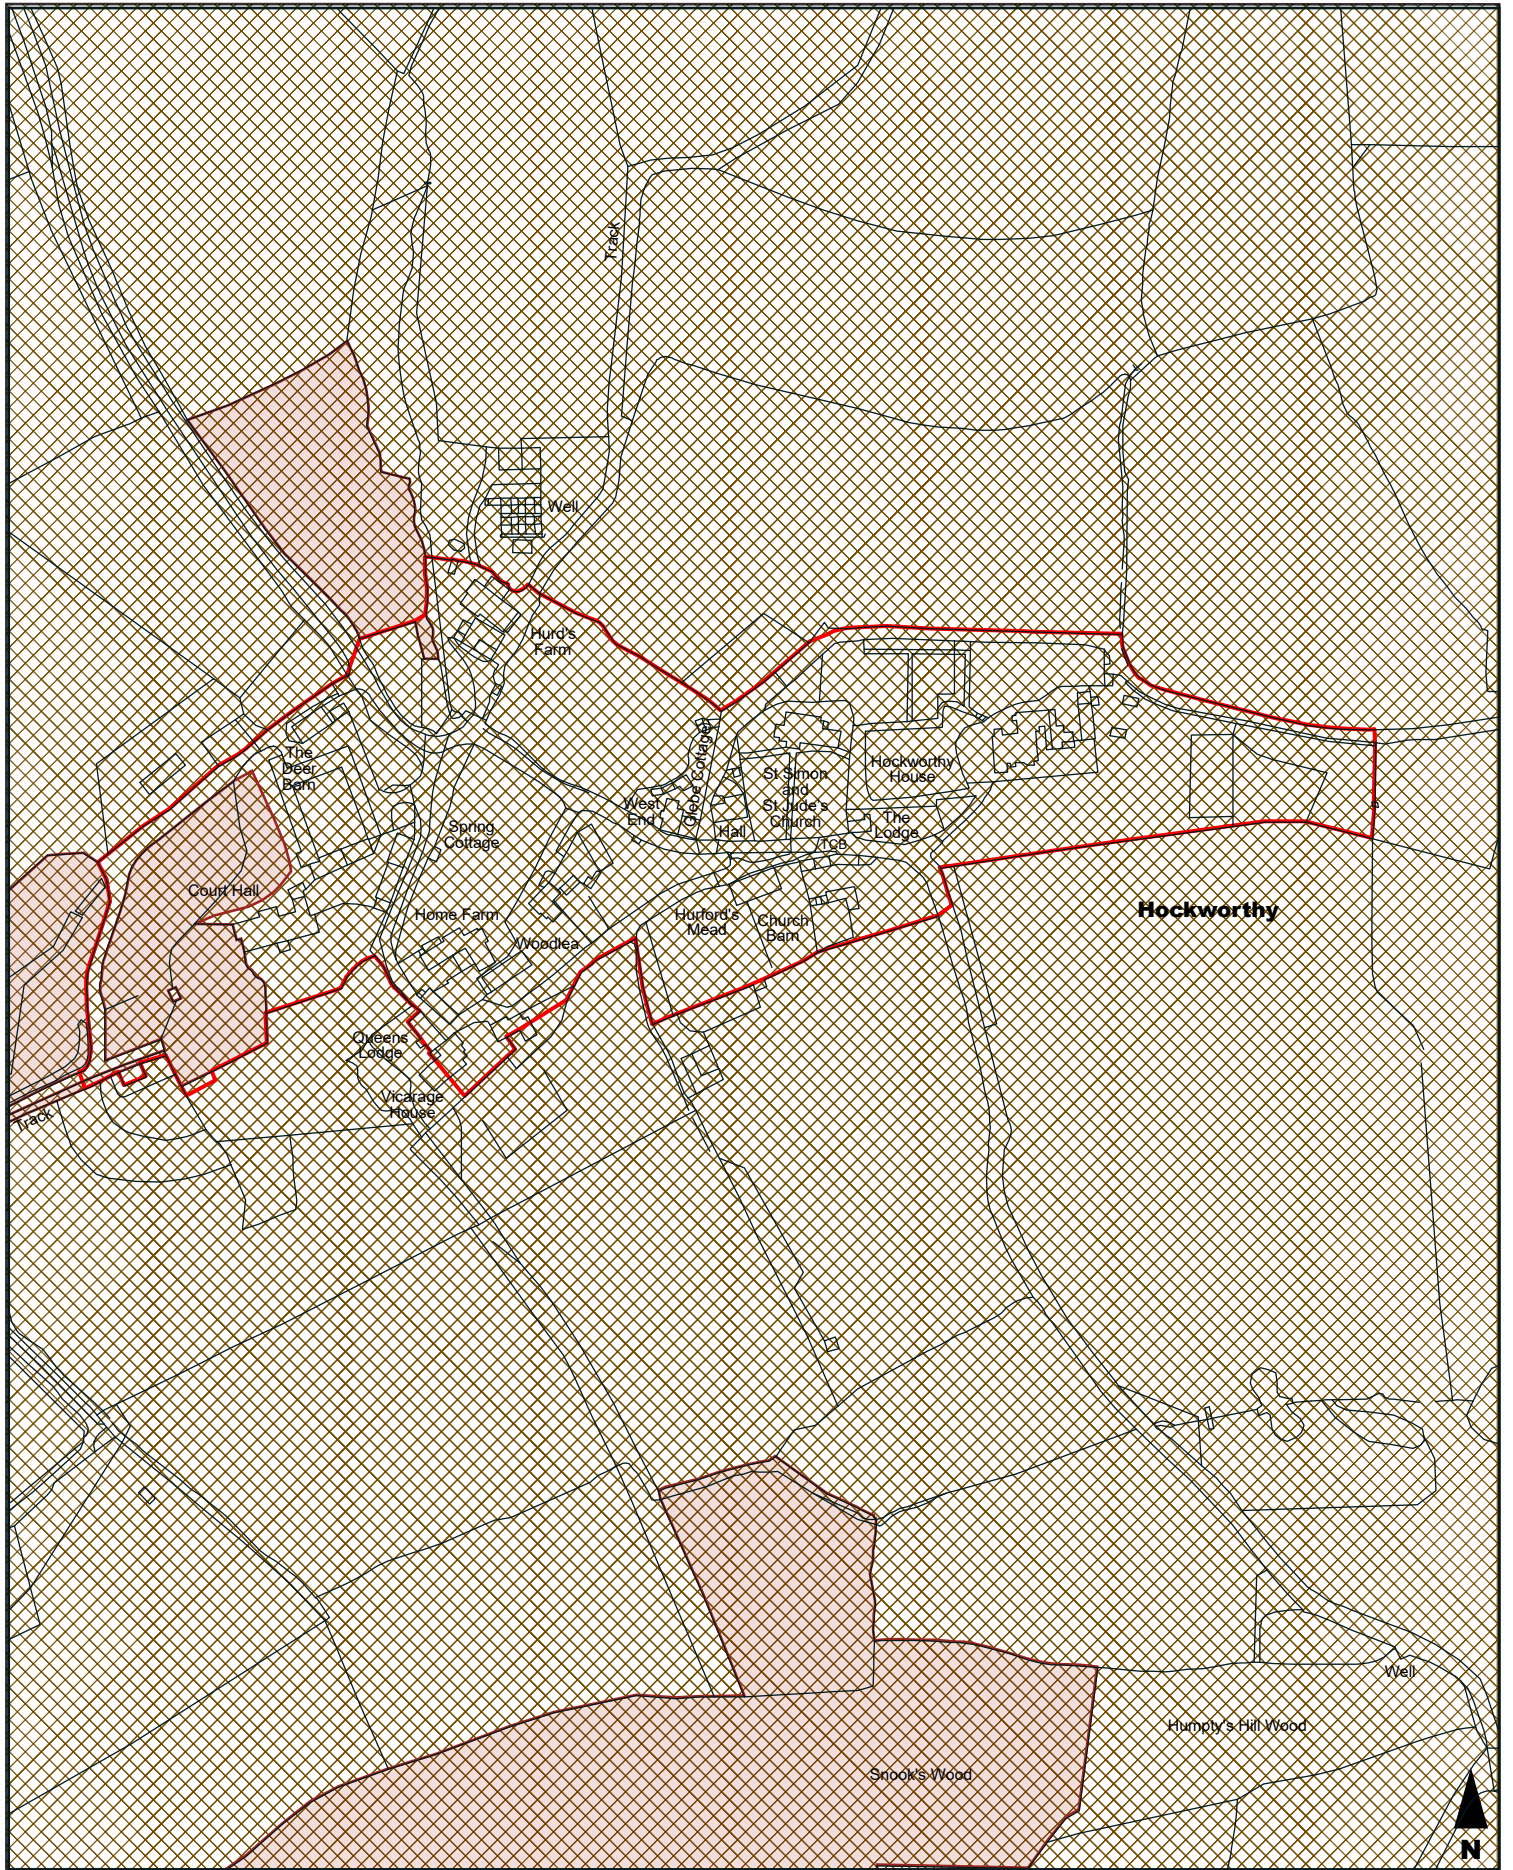 Track
Well
Hurd's
Farm
The
Deer
Barn
Glebe Cottage
St Simon
and
St Jude's
Church
Hockworthy
House
West
End
Hall
The
Lodge
TCB
Spring
Cottage
Court Hall
Home Farm
Woodlea
Hurford's
Mead
Church
Barn
Hockworthy
Queens
Lodge
Vicarage
House
Track
Well
Humpty's Hill Wood
Snook's Wood
N